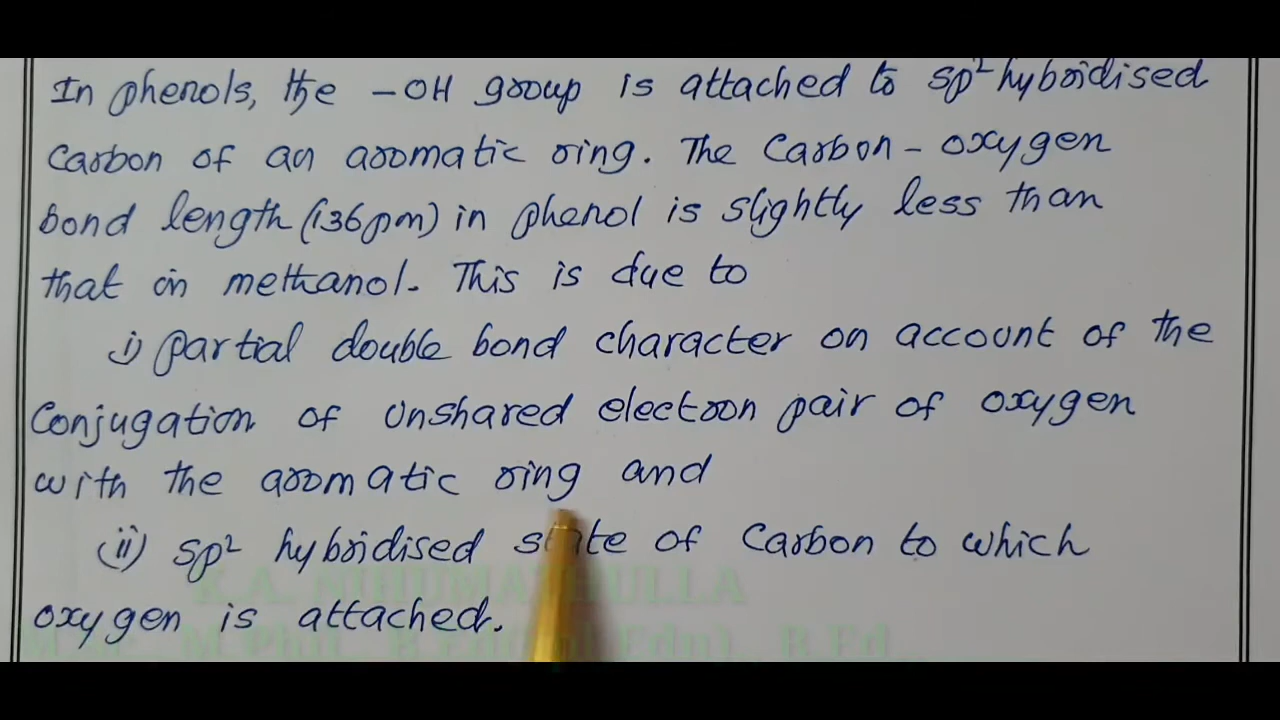 In phenols, the -OH group is attached to sp² hybridised
Carbon of an aromatic ring. The Carbon - oxygen
bond length (136pm) in phenol is slightly less than
that in methanol. This is due to
i) partial double bond character on account of the
Conjugation of unshared electron pair of oxygen
with the aromatic ring and
(ii) sp² hybridised state of Carbon to which
oxygen is attached.